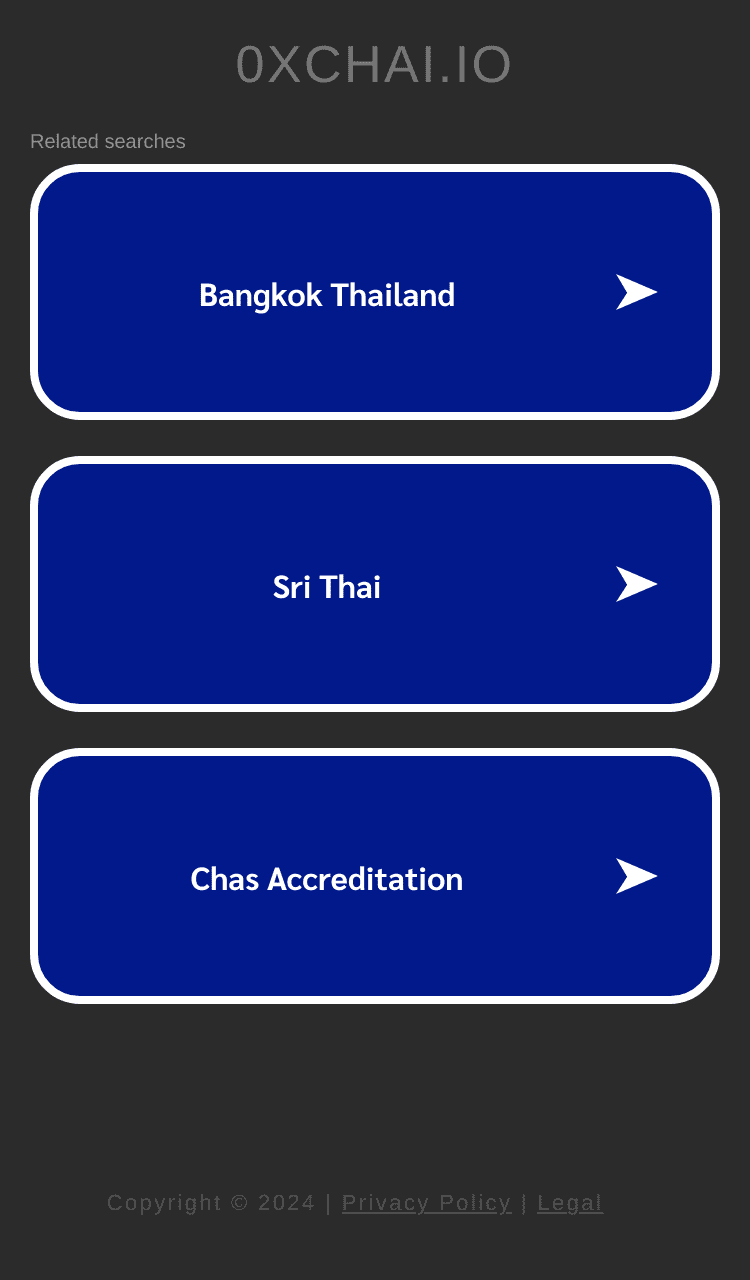 0XCHAI.IO
Related searches
Bangkok Thailand
Sri Thai
Chas Accreditation
Copyright © 2024 | Privacy Policy | Legal